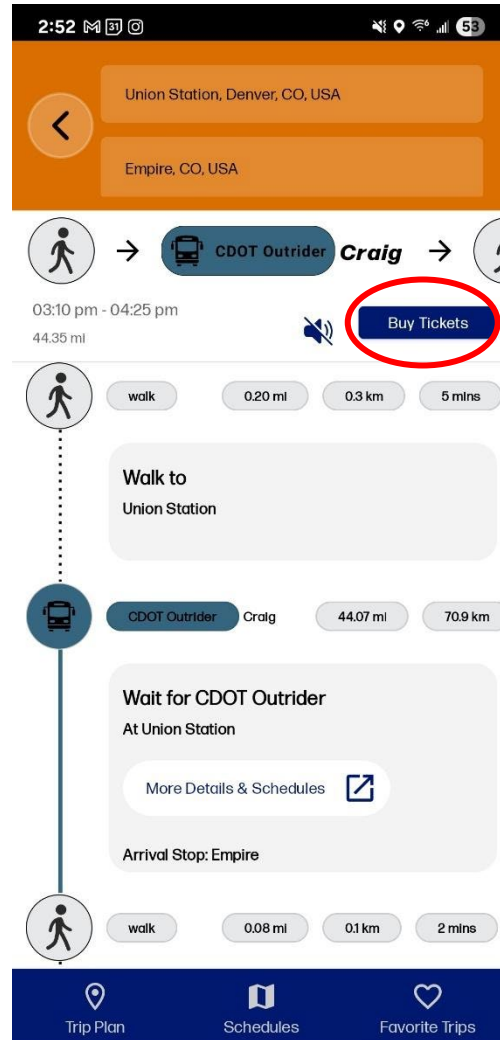 2:52 31 53
Union Station, Denver, CO, USA
Empire, CO, USA
CDOT Outrider Craig
03:10 pm - 04:25 pm
44.35 mi
Buy Tickets
walk 0.20 mi 0.3 km 5 mins
Walk to
Union Station
CDOT Outrider Craig 44.07 mi 70.9 km
Wait for CDOT Outrider
At Union Station
More Details & Schedules
Arrival Stop: Empire
walk 0.08 mi 0.1 km 2 mins
Trip Plan Schedules Favorite Trips